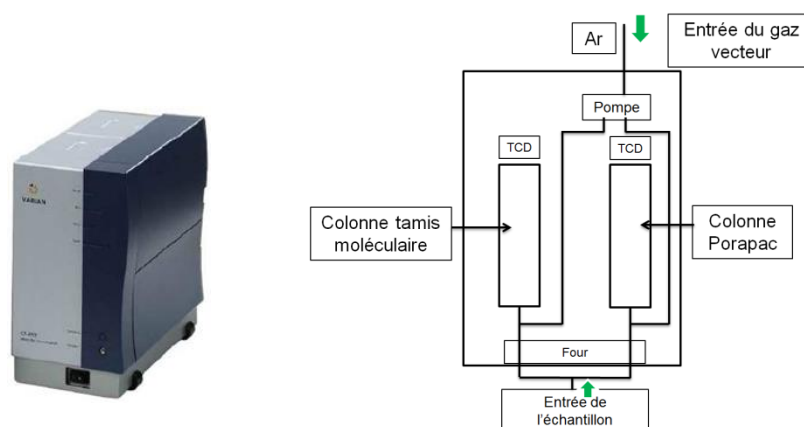 VARIAN
Ar
Entrée du gaz
vecteur
Pompe
TCD
TCD
Colonne tamis
moléculaire
Colonne
Porapac
Four
Entrée de
l'échantillon